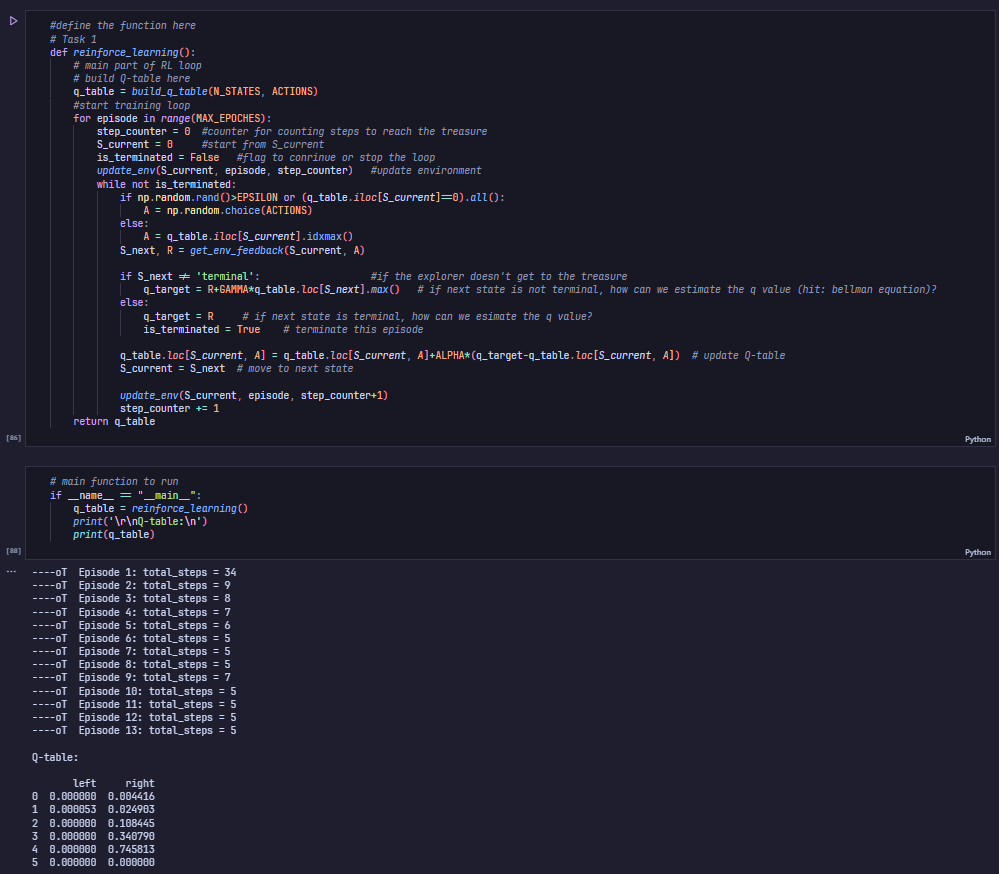 #define the function here
# Task 1
def reinforce_learning():
# main part of RL loop
# build Q-table here
q_table = build_q_table(N_STATES, ACTIONS)
#start training loop
for episode in range(MAX_EPOCHES):
step_counter = 0  #counter for counting steps to reach the treasure
S_current = 0     #start from S_current
is_terminated = False   #flag to conrinue or stop the loop
update_env(S_current, episode, step_counter)   #update environment
while not is_terminated:
if np.random.rand()>EPSILON or (q_table.iloc[S_current]==0).all():
A = np.random.choice(ACTIONS)
else:
A = q_table.iloc[S_current].idxmax()
S_next, R = get_env_feedback(S_current, A)
if S_next != 'terminal':                   #if the explorer doesn't get to the treasure
q_target = R+GAMMA*q_table.loc[S_next].max()   # if next state is not terminal, how can we estimate the q value (hit: bellman equation)?
else:
q_target = R     # if next state is terminal, how can we esimate the q value?
is_terminated = True    # terminate this episode
q_table.loc[S_current, A] = q_table.loc[S_current, A]+ALPHA*(q_target-q_table.loc[S_current, A])  # update Q-table
S_current = S_next  # move to next state
update_env(S_current, episode, step_counter+1)
step_counter += 1
return q_table
[86]
Python
# main function to run
if __name__ == "__main__":
q_table = reinforce_learning()
print('\r\nQ-table:\n')
print(q_table)
[88]
Python
----oT  Episode 1: total_steps = 34
----oT  Episode 2: total_steps = 9
----oT  Episode 3: total_steps = 8
----oT  Episode 4: total_steps = 7
----oT  Episode 5: total_steps = 6
----oT  Episode 6: total_steps = 5
----oT  Episode 7: total_steps = 5
----oT  Episode 8: total_steps = 5
----oT  Episode 9: total_steps = 7
----oT  Episode 10: total_steps = 5
----oT  Episode 11: total_steps = 5
----oT  Episode 12: total_steps = 5
----oT  Episode 13: total_steps = 5
Q-table:
left     right
0  0.000000  0.004416
1  0.000053  0.024903
2  0.000000  0.108445
3  0.000000  0.340790
4  0.000000  0.745813
5  0.000000  0.000000